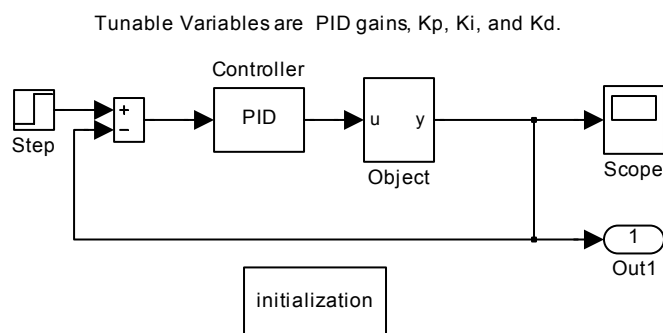 Tunable Variables are PID gains, Kp, Ki, and Kd.
Controller
+
−
PID
u
y
Step
Object
Scope
1
Out1
initialization